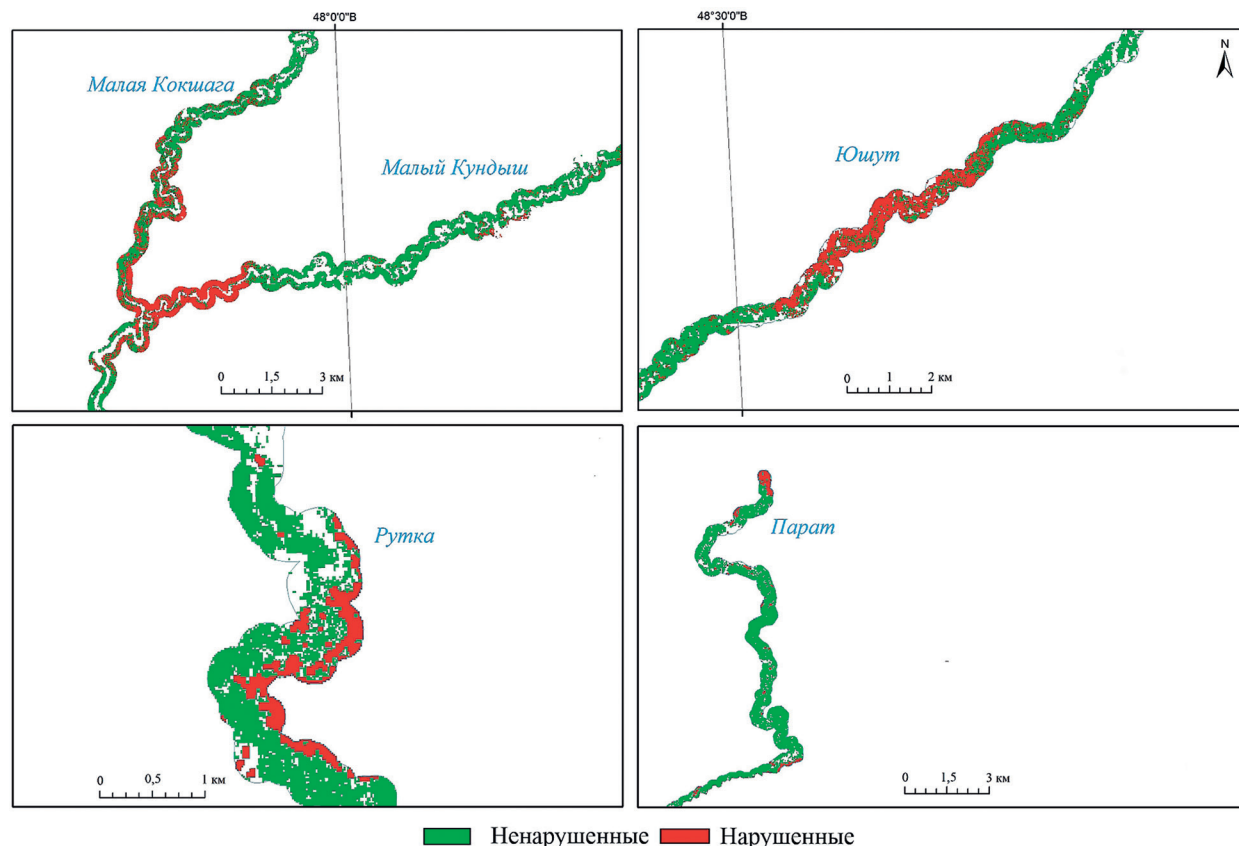 48°0'0"В
48°30'0"В
N
Малая Кокшага
Малый Кундыш
0 1,5 3 км
Юшут
0 1 2 км
Рутка
0 0,5 1 км
Парат
0 1,5 3 км
Ненарушенные Нарушенные